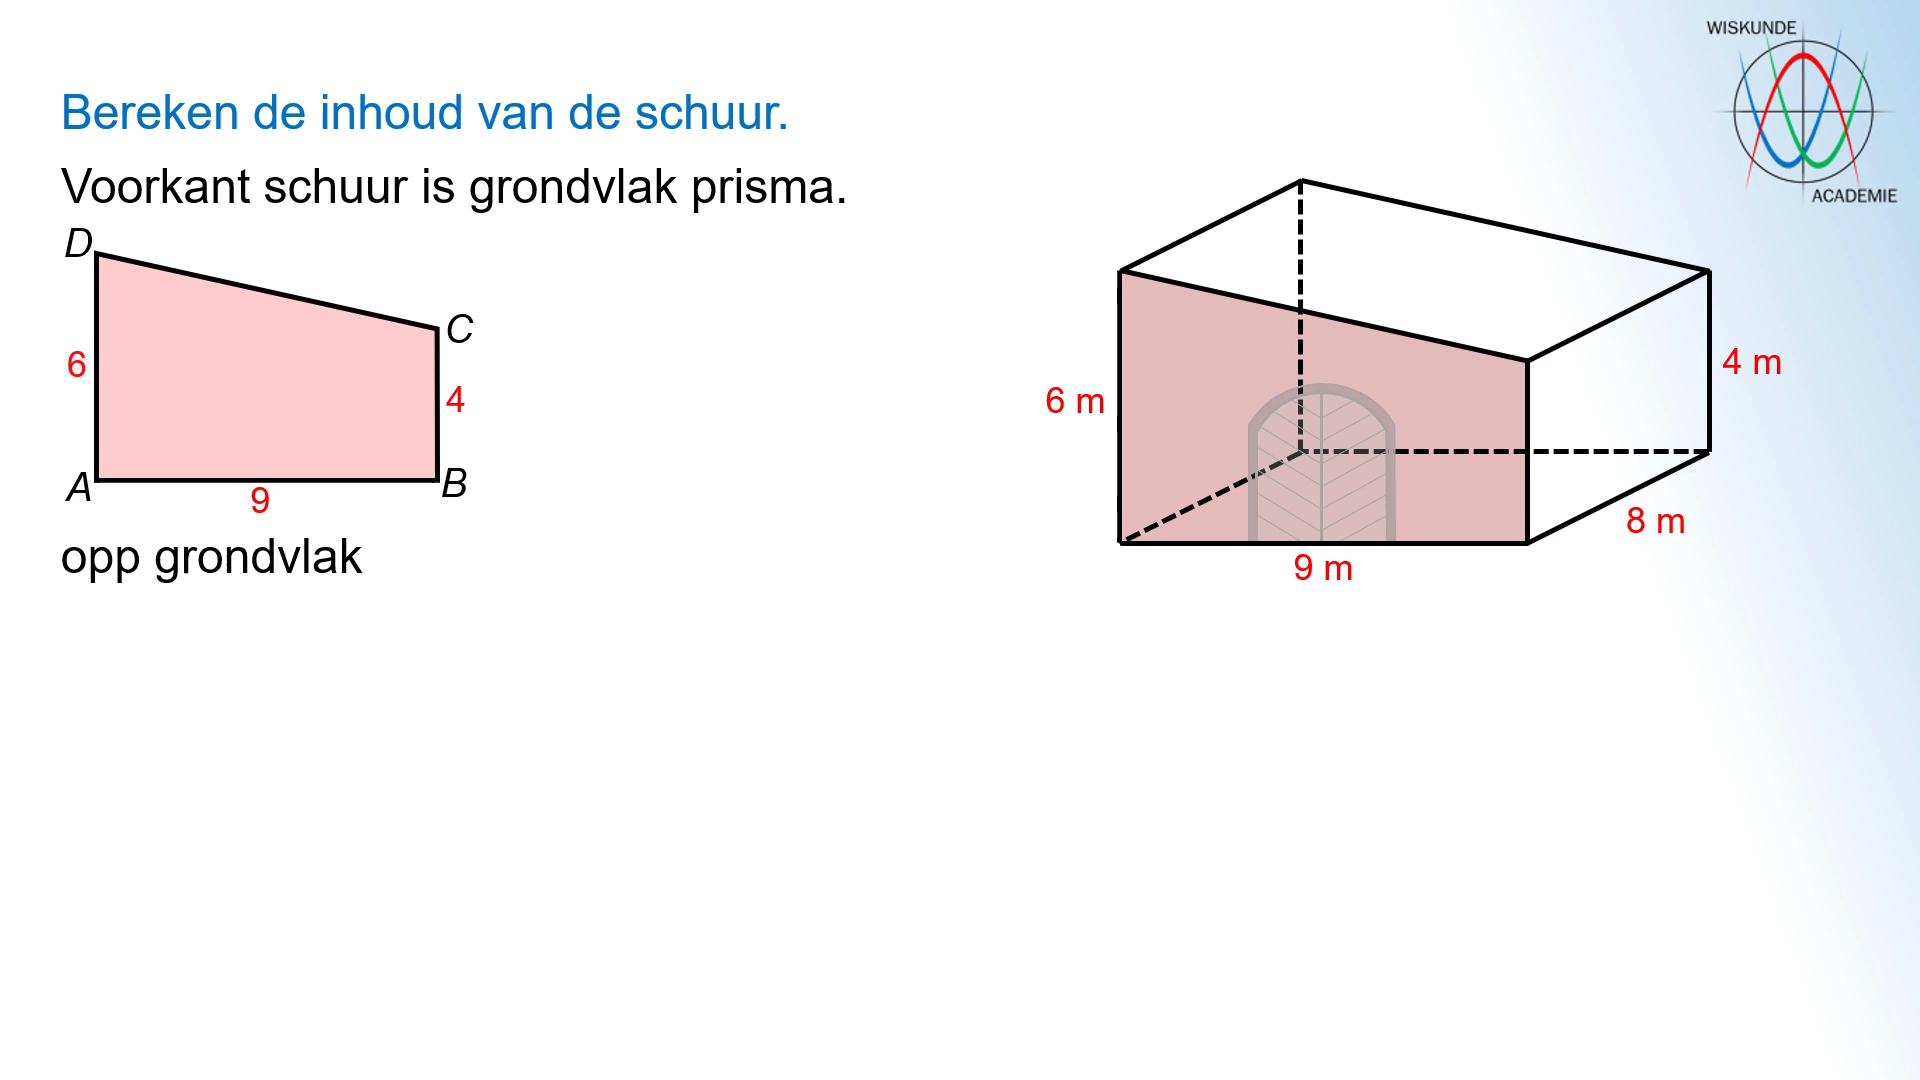 WISKUNDE
ACADEMIE
Bereken de inhoud van de schuur.
Voorkant schuur is grondvlak prisma.
D
C
6
4
A
B
9
opp grondvlak
6 m
4 m
8 m
9 m